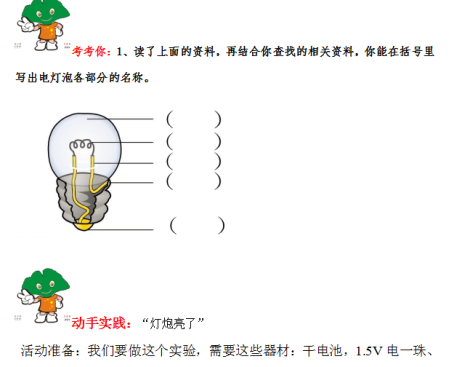 考考你：1、读了上面的资料。再结合你查找的相关资料。你能在括号里
写出电灯泡各部分的名称。
(    )
(    )
(    )
(    )
(    )
动手实践：“灯炮亮了”
活动准备：我们要做这个实验，需要这些器材：干电池，1.5V 电一珠、